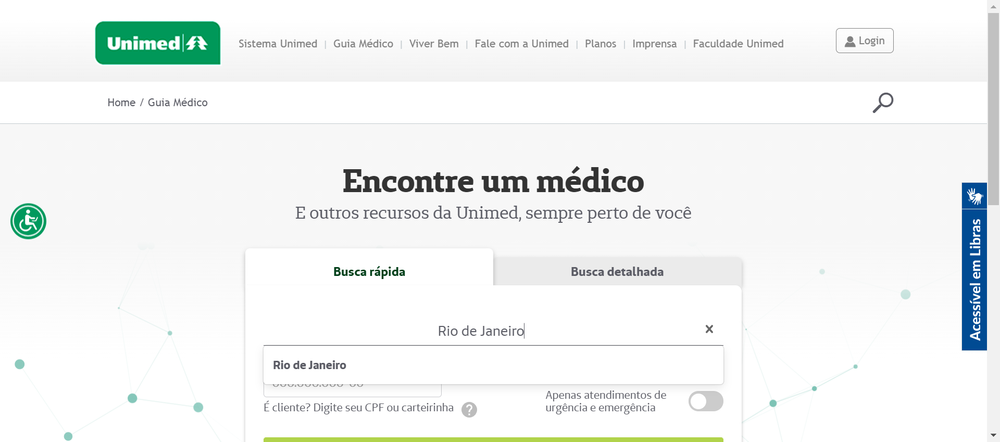 Unimed
Sistema Unimed | Guia Médico | Viver Bem | Fale com a Unimed | Planos | Imprensa | Faculdade Unimed
Login
Home / Guia Médico
Encontre um médico
E outros recursos da Unimed, sempre perto de você
Busca rápida
Busca detalhada
Rio de Janeiro
Rio de Janeiro
É cliente? Digite seu CPF ou carteirinha
?
Apenas atendimentos de
urgência e emergência
Acessível em Libras